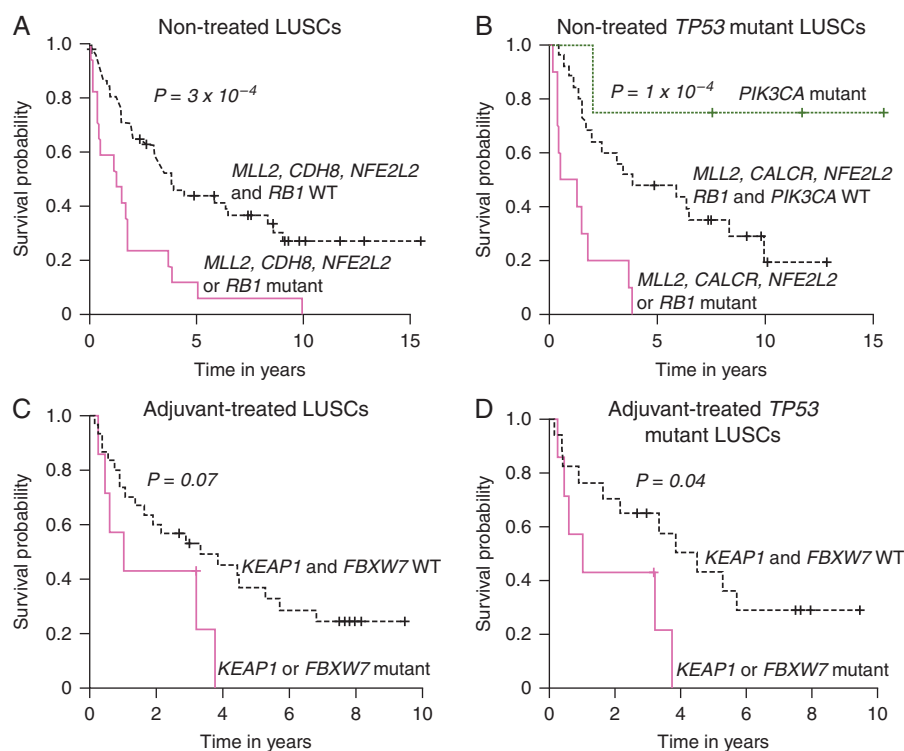 A
Non-treated LUSCs
1.0
0.8
0.6
0.4
0.2
0
Survival probability
P = 3 x 10⁻⁴
MLL2, CDH8, NFE2L2
and RB1 WT
MLL2, CDH8, NFE2L2
or RB1 mutant
0 5 10 15
Time in years
B
Non-treated TP53 mutant LUSCs
1.0
0.8
0.6
0.4
0.2
0
Survival probability
P = 1 x 10⁻⁴
PIK3CA mutant
MLL2, CALCR, NFE2L2
RB1 and PIK3CA WT
MLL2, CALCR, NFE2L2
or RB1 mutant
0 5 10 15
Time in years
C
Adjuvant-treated LUSCs
1.0
0.8
0.6
0.4
0.2
0
Survival probability
P = 0.07
KEAP1 and FBXW7 WT
KEAP1 or FBXW7 mutant
0 2 4 6 8 10
Time in years
D
Adjuvant-treated TP53
mutant LUSCs
1.0
0.8
0.6
0.4
0.2
0
Survival probability
P = 0.04
KEAP1 and FBXW7 WT
KEAP1 or FBXW7 mutant
0 2 4 6 8 10
Time in years